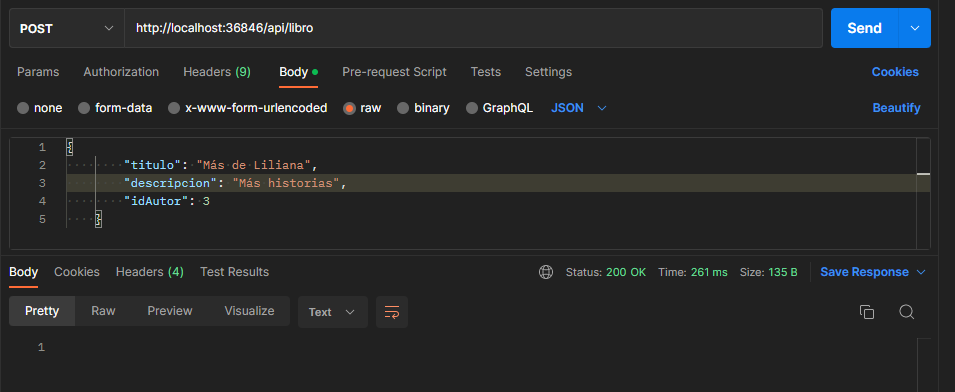 POST http://localhost:36846/api/libro Send
Params Authorization Headers (9) Body Pre-request Script Tests Settings Cookies
none form-data x-www-form-urlencoded raw binary GraphQL JSON Beautify
1 {
2 "titulo": "Más de Liliana",
3 "descripcion": "Más historias",
4 "idAutor": 3
5 }
Body Cookies Headers (4) Test Results Status: 200 OK Time: 261 ms Size: 135 B Save Response
Pretty Raw Preview Visualize Text
1